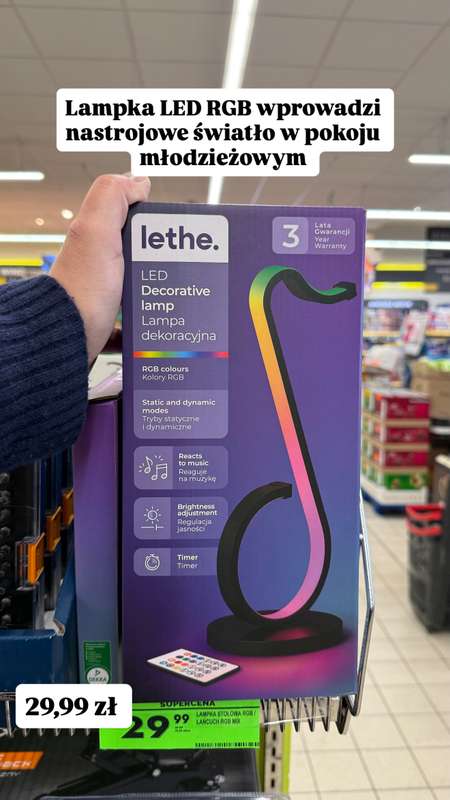 Lampka LED RGB wprowadzi
nastrojowe światło w pokoju
młodzieżowym
lethe.
3
Lata
Gwarancji
Year
Warranty
LED
Decorative
lamp
Lampa
dekoracyjna
RGB colours
Kolory RGB
Static and dynamic
modes
Tryby statyczne
i dynamiczne
Reacts
to music
Reaguje
na muzykę
Brightness
adjustment
Regulacja
jasności
Timer
Timer
DEKRA
29,99 zł
SUPERCENA
29 99
LAMPKA STOŁOWA RGB/
ŁAŃCUCH RGB MIX